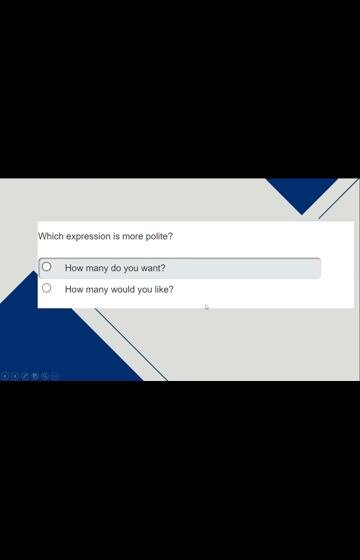 Which expression is more polite?
How many do you want?
How many would you like?